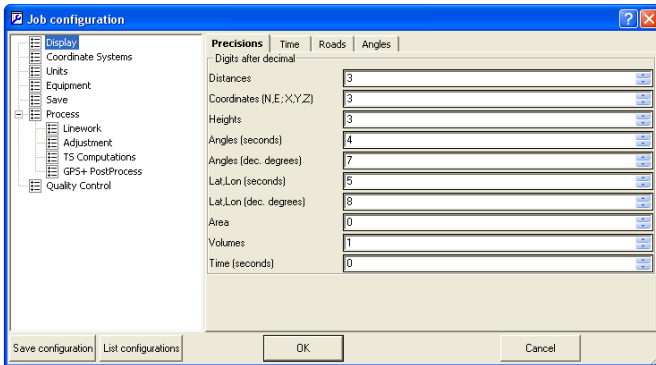 Job configuration
Display
Coordinate Systems
Units
Equipment
Save
Process
Linework
Adjustment
TS Computations
GPS+ PostProcess
Quality Control
Precisions Time Roads Angles
Digits after decimal
Distances 3
Coordinates (N,E; X,Y,Z) 3
Heights 3
Angles (seconds) 4
Angles (dec. degrees) 7
Lat,Lon (seconds) 5
Lat,Lon (dec. degrees) 8
Area 0
Volumes 1
Time (seconds) 0
Save configuration List configurations OK Cancel